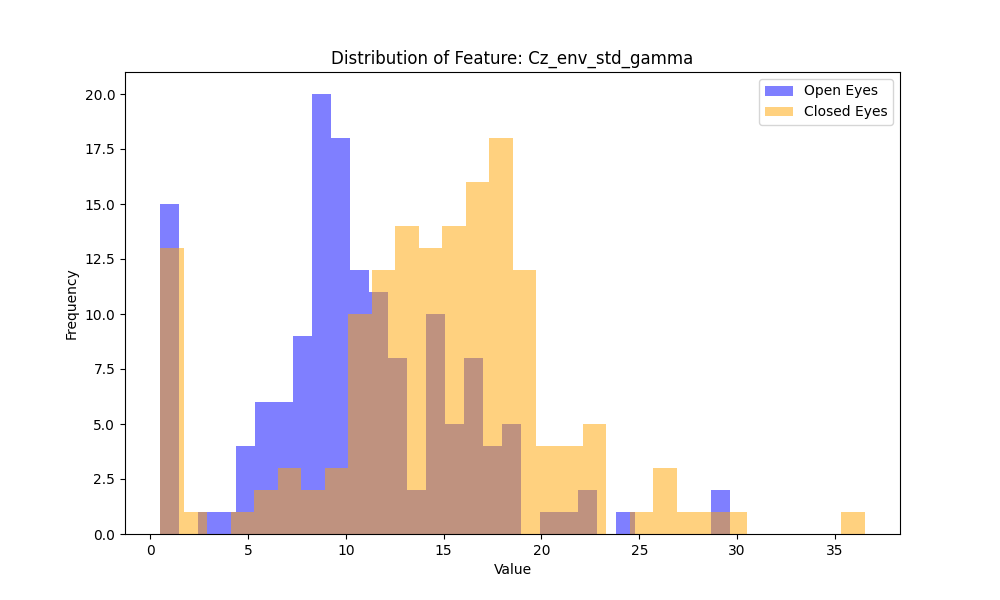 Distribution of Feature: Cz_env_std_gamma
Open Eyes
Closed Eyes
20.0
17.5
15.0
12.5
10.0
7.5
5.0
2.5
0.0
Frequency
0 5 10 15 20 25 30 35
Value